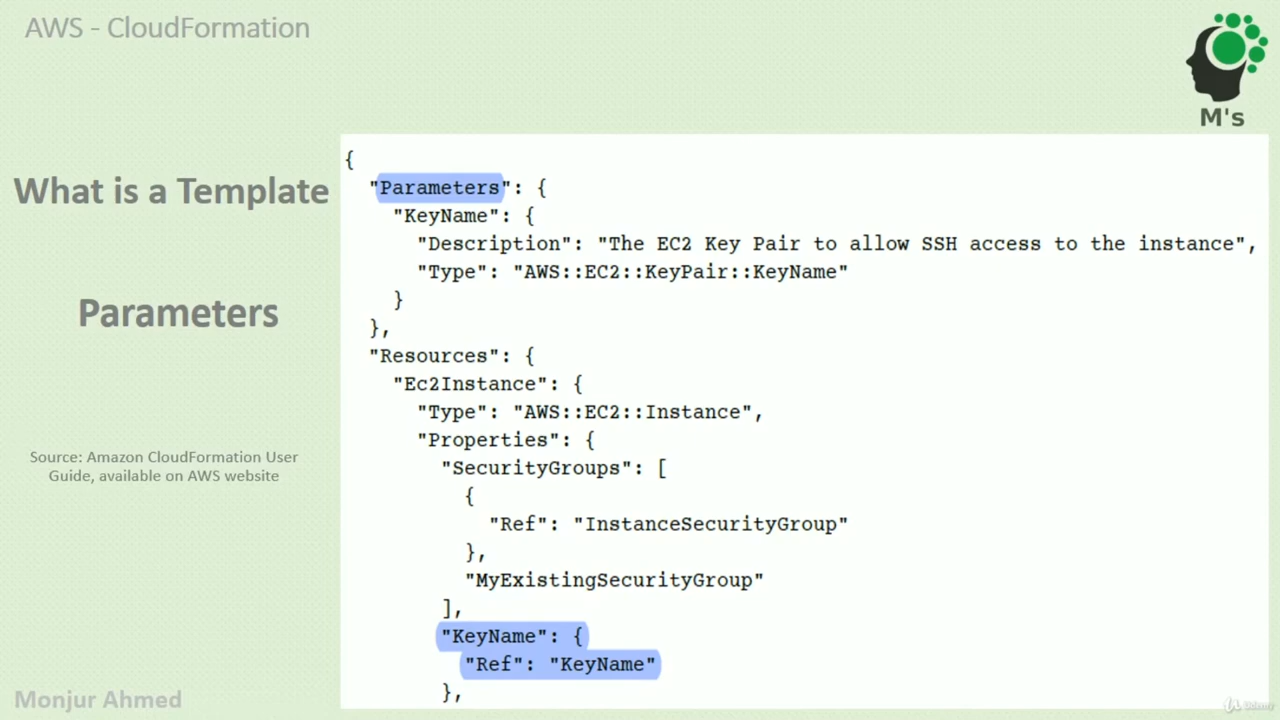 AWS - CloudFormation
M's
What is a Template
Parameters
Source: Amazon CloudFormation User
Guide, available on AWS website
{
  "Parameters": {
    "KeyName": {
      "Description": "The EC2 Key Pair to allow SSH access to the instance",
      "Type": "AWS::EC2::KeyPair::KeyName"
    }
  },
  "Resources": {
    "Ec2Instance": {
      "Type": "AWS::EC2::Instance",
      "Properties": {
        "SecurityGroups": [
          {
            "Ref": "InstanceSecurityGroup"
          },
          "MyExistingSecurityGroup"
        ],
        "KeyName": {
          "Ref": "KeyName"
        },
Monjur Ahmed
Udemy